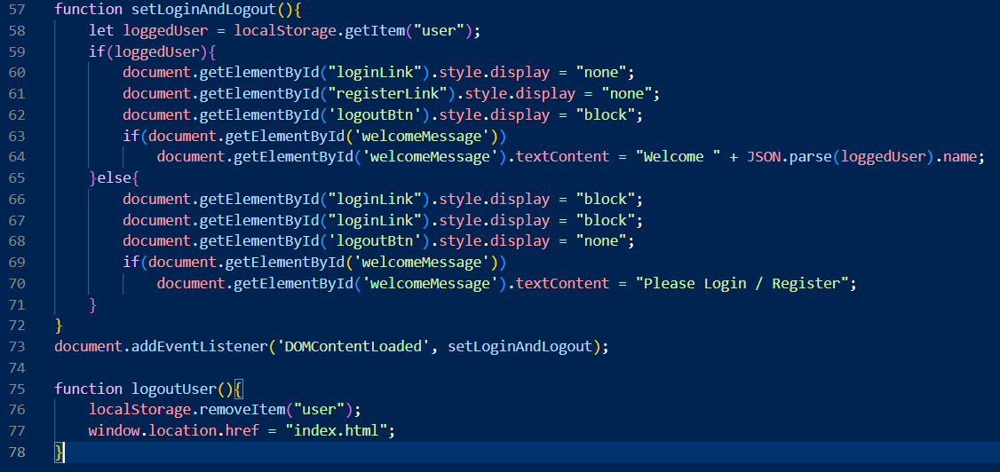 57 function setLoginAndLogout(){
58 let loggedUser = localStorage.getItem("user");
59 if(loggedUser){
60 document.getElementById("loginLink").style.display = "none";
61 document.getElementById("registerLink").style.display = "none";
62 document.getElementById('logoutBtn').style.display = "block";
63 if(document.getElementById('welcomeMessage'))
64 document.getElementById('welcomeMessage').textContent = "Welcome " + JSON.parse(loggedUser).name;
65 }else{
66 document.getElementById("loginLink").style.display = "block";
67 document.getElementById("loginLink").style.display = "block";
68 document.getElementById('logoutBtn').style.display = "none";
69 if(document.getElementById('welcomeMessage'))
70 document.getElementById('welcomeMessage').textContent = "Please Login / Register";
71 }
72 }
73 document.addEventListener('DOMContentLoaded', setLoginAndLogout);
74
75 function logoutUser(){
76 localStorage.removeItem("user");
77 window.location.href = "index.html";
78 }